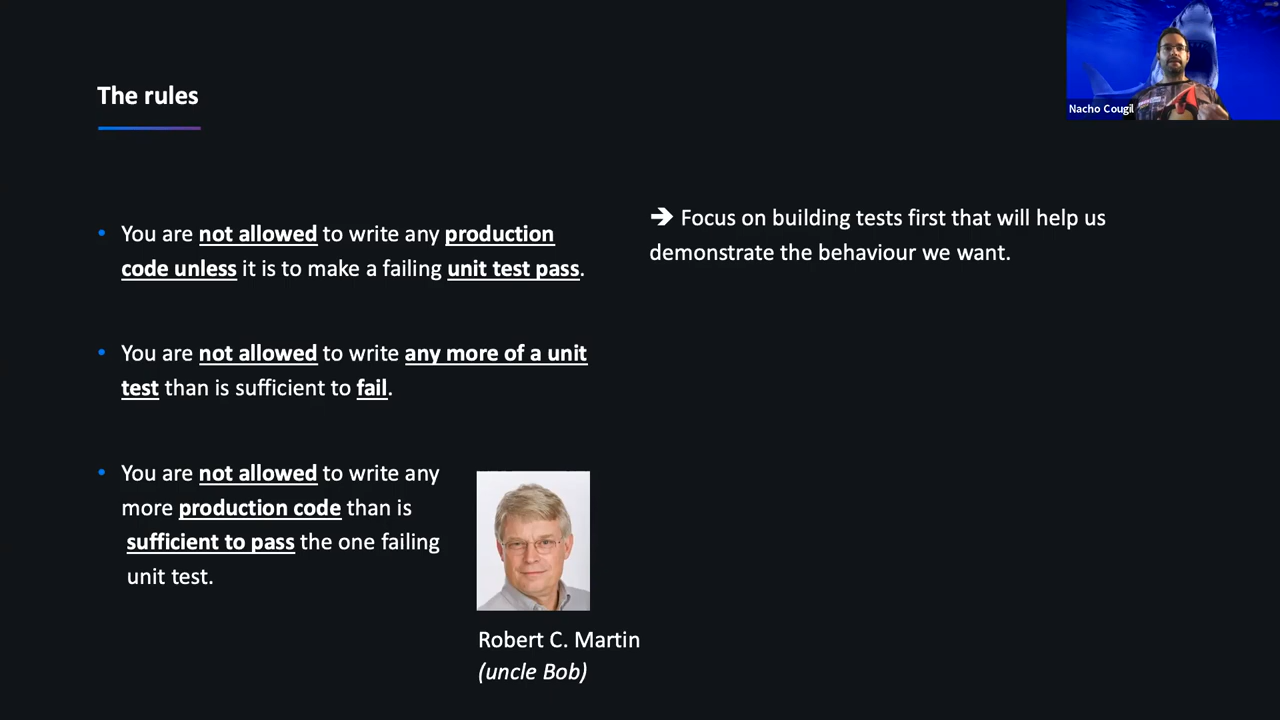 The rules
You are not allowed to write any production
code unless it is to make a failing unit test pass.
You are not allowed to write any more of a unit
test than is sufficient to fail.
You are not allowed to write any
more production code than is
sufficient to pass the one failing
unit test.
Robert C. Martin
(uncle Bob)
➔ Focus on building tests first that will help us
demonstrate the behaviour we want.
Nacho Cougil